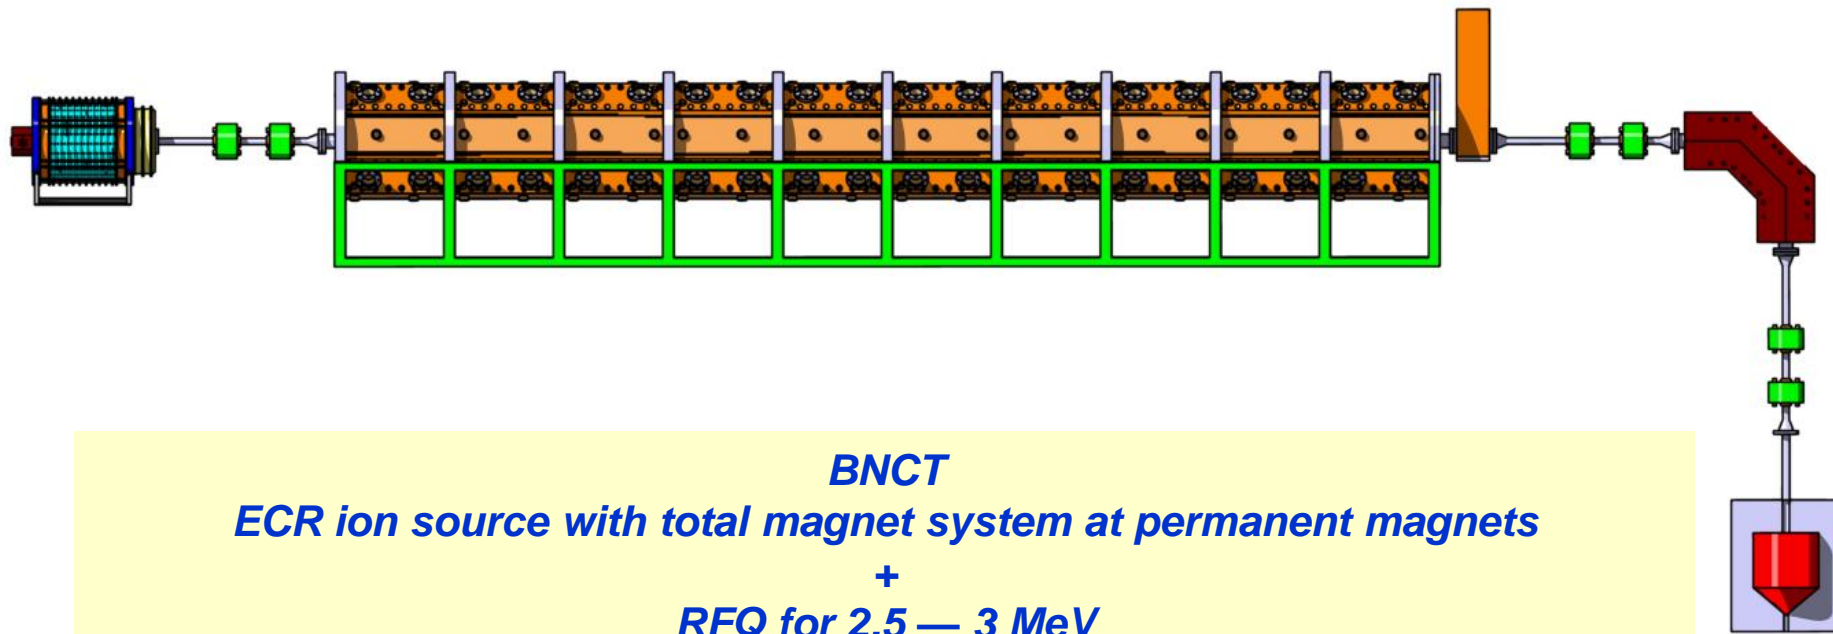 BNCT
ECR ion source with total magnet system at permanent magnets
+
RFQ for 2,5 — 3 MeV